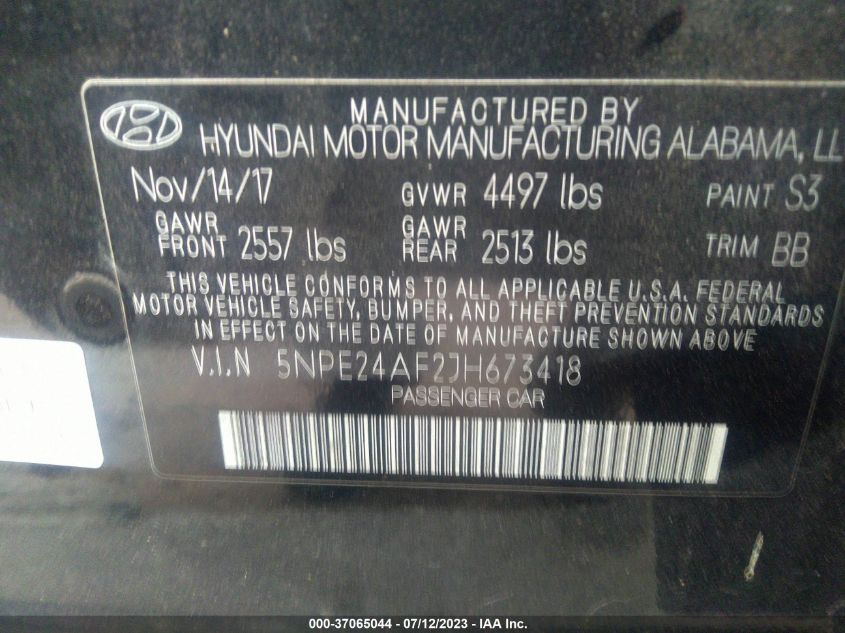 MANUFACTURED BY
HYUNDAI MOTOR MANUFACTURING ALABAMA, LL
Nov/14/17 GVWR 4497 lbs PAINT S3
GAWR FRONT 2557 lbs GAWR REAR 2513 lbs TRIM BB
THIS VEHICLE CONFORMS TO ALL APPLICABLE U.S.A. FEDERAL
MOTOR VEHICLE SAFETY, BUMPER, AND THEFT PREVENTION STANDARDS
IN EFFECT ON THE DATE OF MANUFACTURE SHOWN ABOVE
V.I.N 5NPE24AF2JH673418
PASSENGER CAR
000-37065044 - 07/12/2023 - IAA Inc.